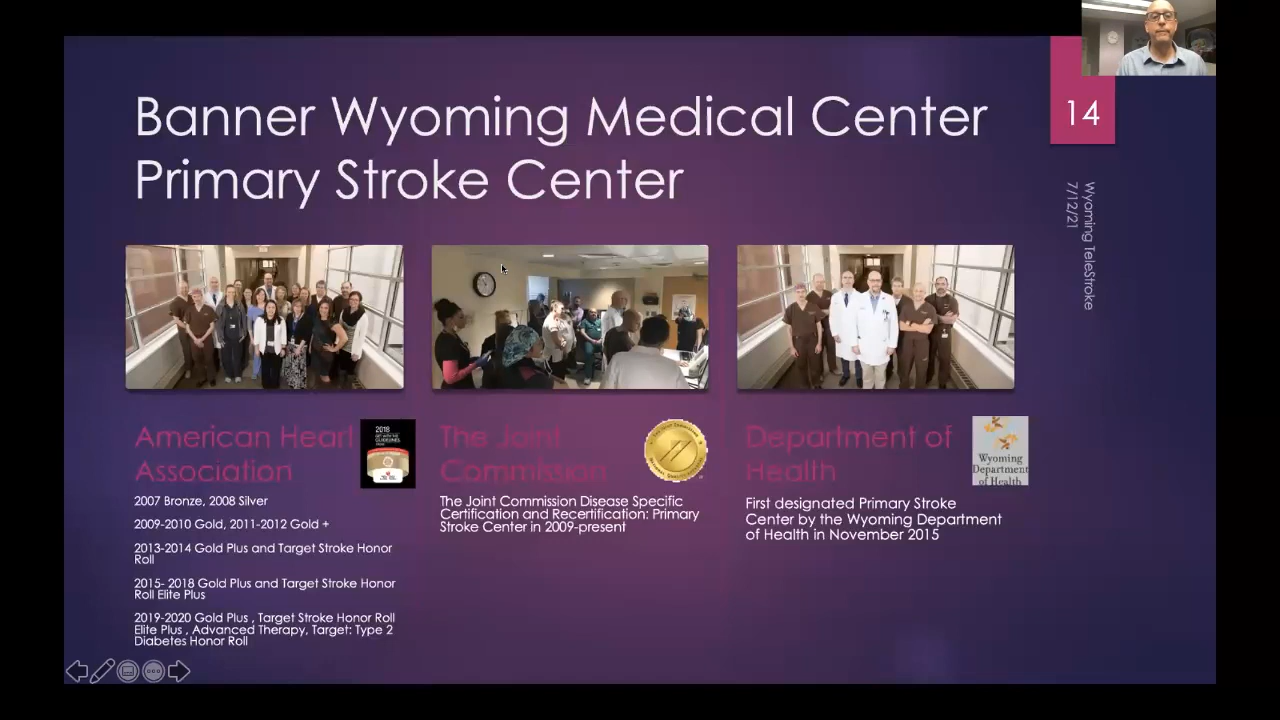 Banner Wyoming Medical Center
Primary Stroke Center
14
Wyoming TeleStroke
7/12/21
American Heart
Association
2018
GET WITH THE
GUIDELINES
2007 Bronze, 2008 Silver
2009-2010 Gold, 2011-2012 Gold +
2013-2014 Gold Plus and Target Stroke Honor
Roll
2015- 2018 Gold Plus and Target Stroke Honor
Roll Elite Plus
2019-2020 Gold Plus , Target Stroke Honor Roll
Elite Plus , Advanced Therapy, Target: Type 2
Diabetes Honor Roll
The Joint
Commission
The Joint Commission Disease Specific
Certification and Recertification: Primary
Stroke Center in 2009-present
Department of
Health
Wyoming
Department
of Health
First designated Primary Stroke
Center by the Wyoming Department
of Health in November 2015